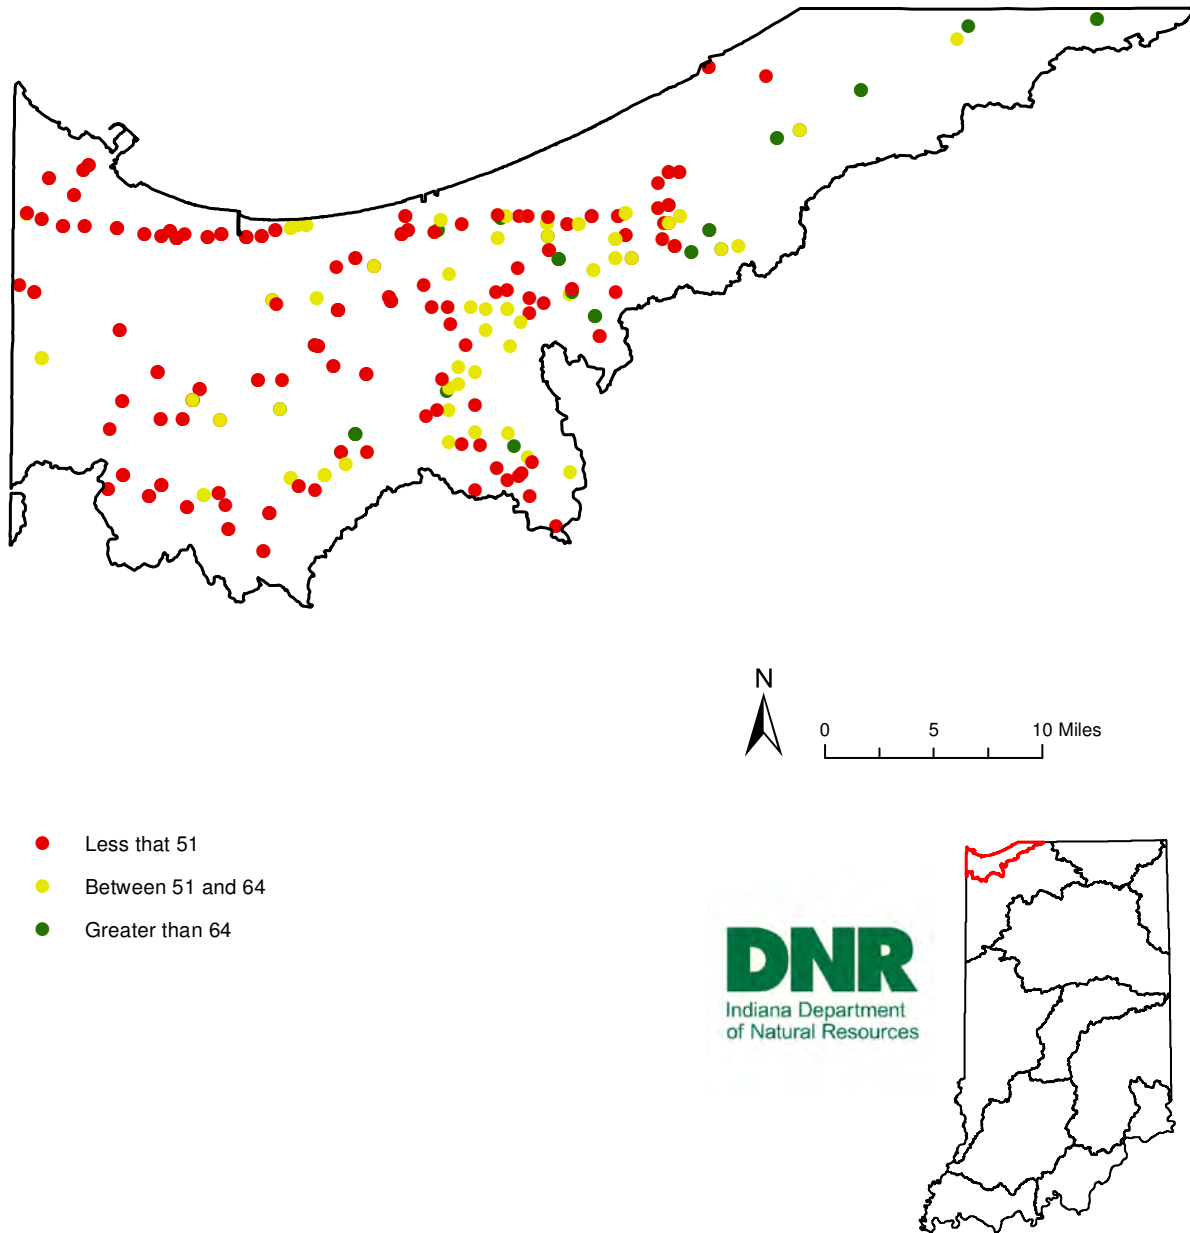 N
0 5 10 Miles
Less that 51
Between 51 and 64
Greater than 64
DNR
Indiana Department
of Natural Resources